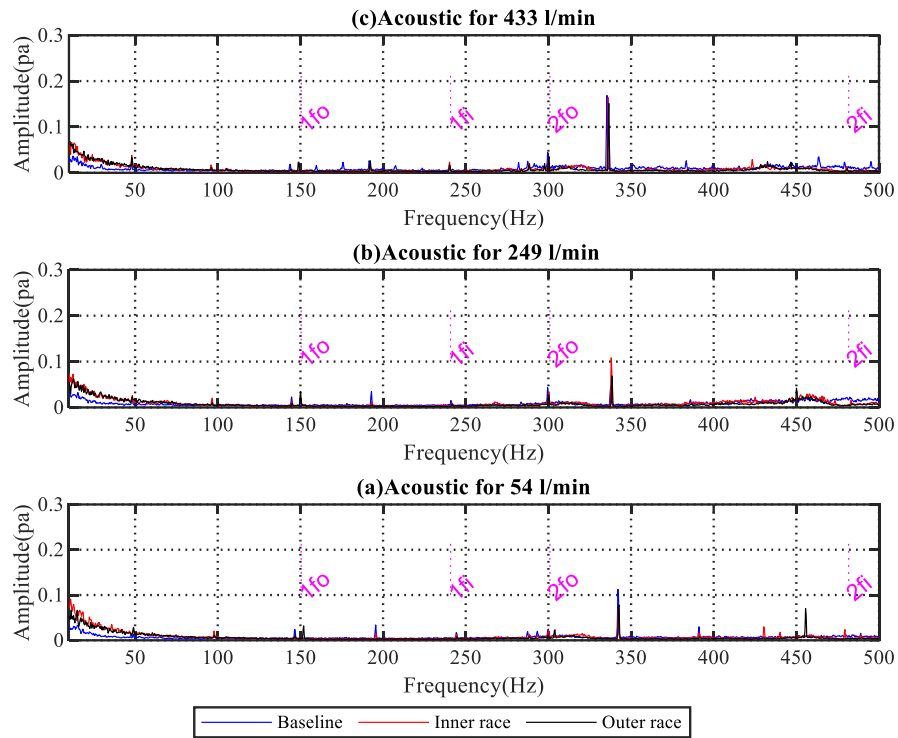 (c)Acoustic for 433 l/min
Amplitude(pa)
0.3
0.2
0.1
0
1fo
1fi
2fo
2fi
50 100 150 200 250 300 350 400 450 500
Frequency(Hz)
(b)Acoustic for 249 l/min
Amplitude(pa)
0.3
0.2
0.1
0
1fo
1fi
2fo
2fi
50 100 150 200 250 300 350 400 450 500
Frequency(Hz)
(a)Acoustic for 54 l/min
Amplitude(pa)
0.3
0.2
0.1
0
1fo
1fi
2fo
2fi
50 100 150 200 250 300 350 400 450 500
Frequency(Hz)
Baseline Inner race Outer race